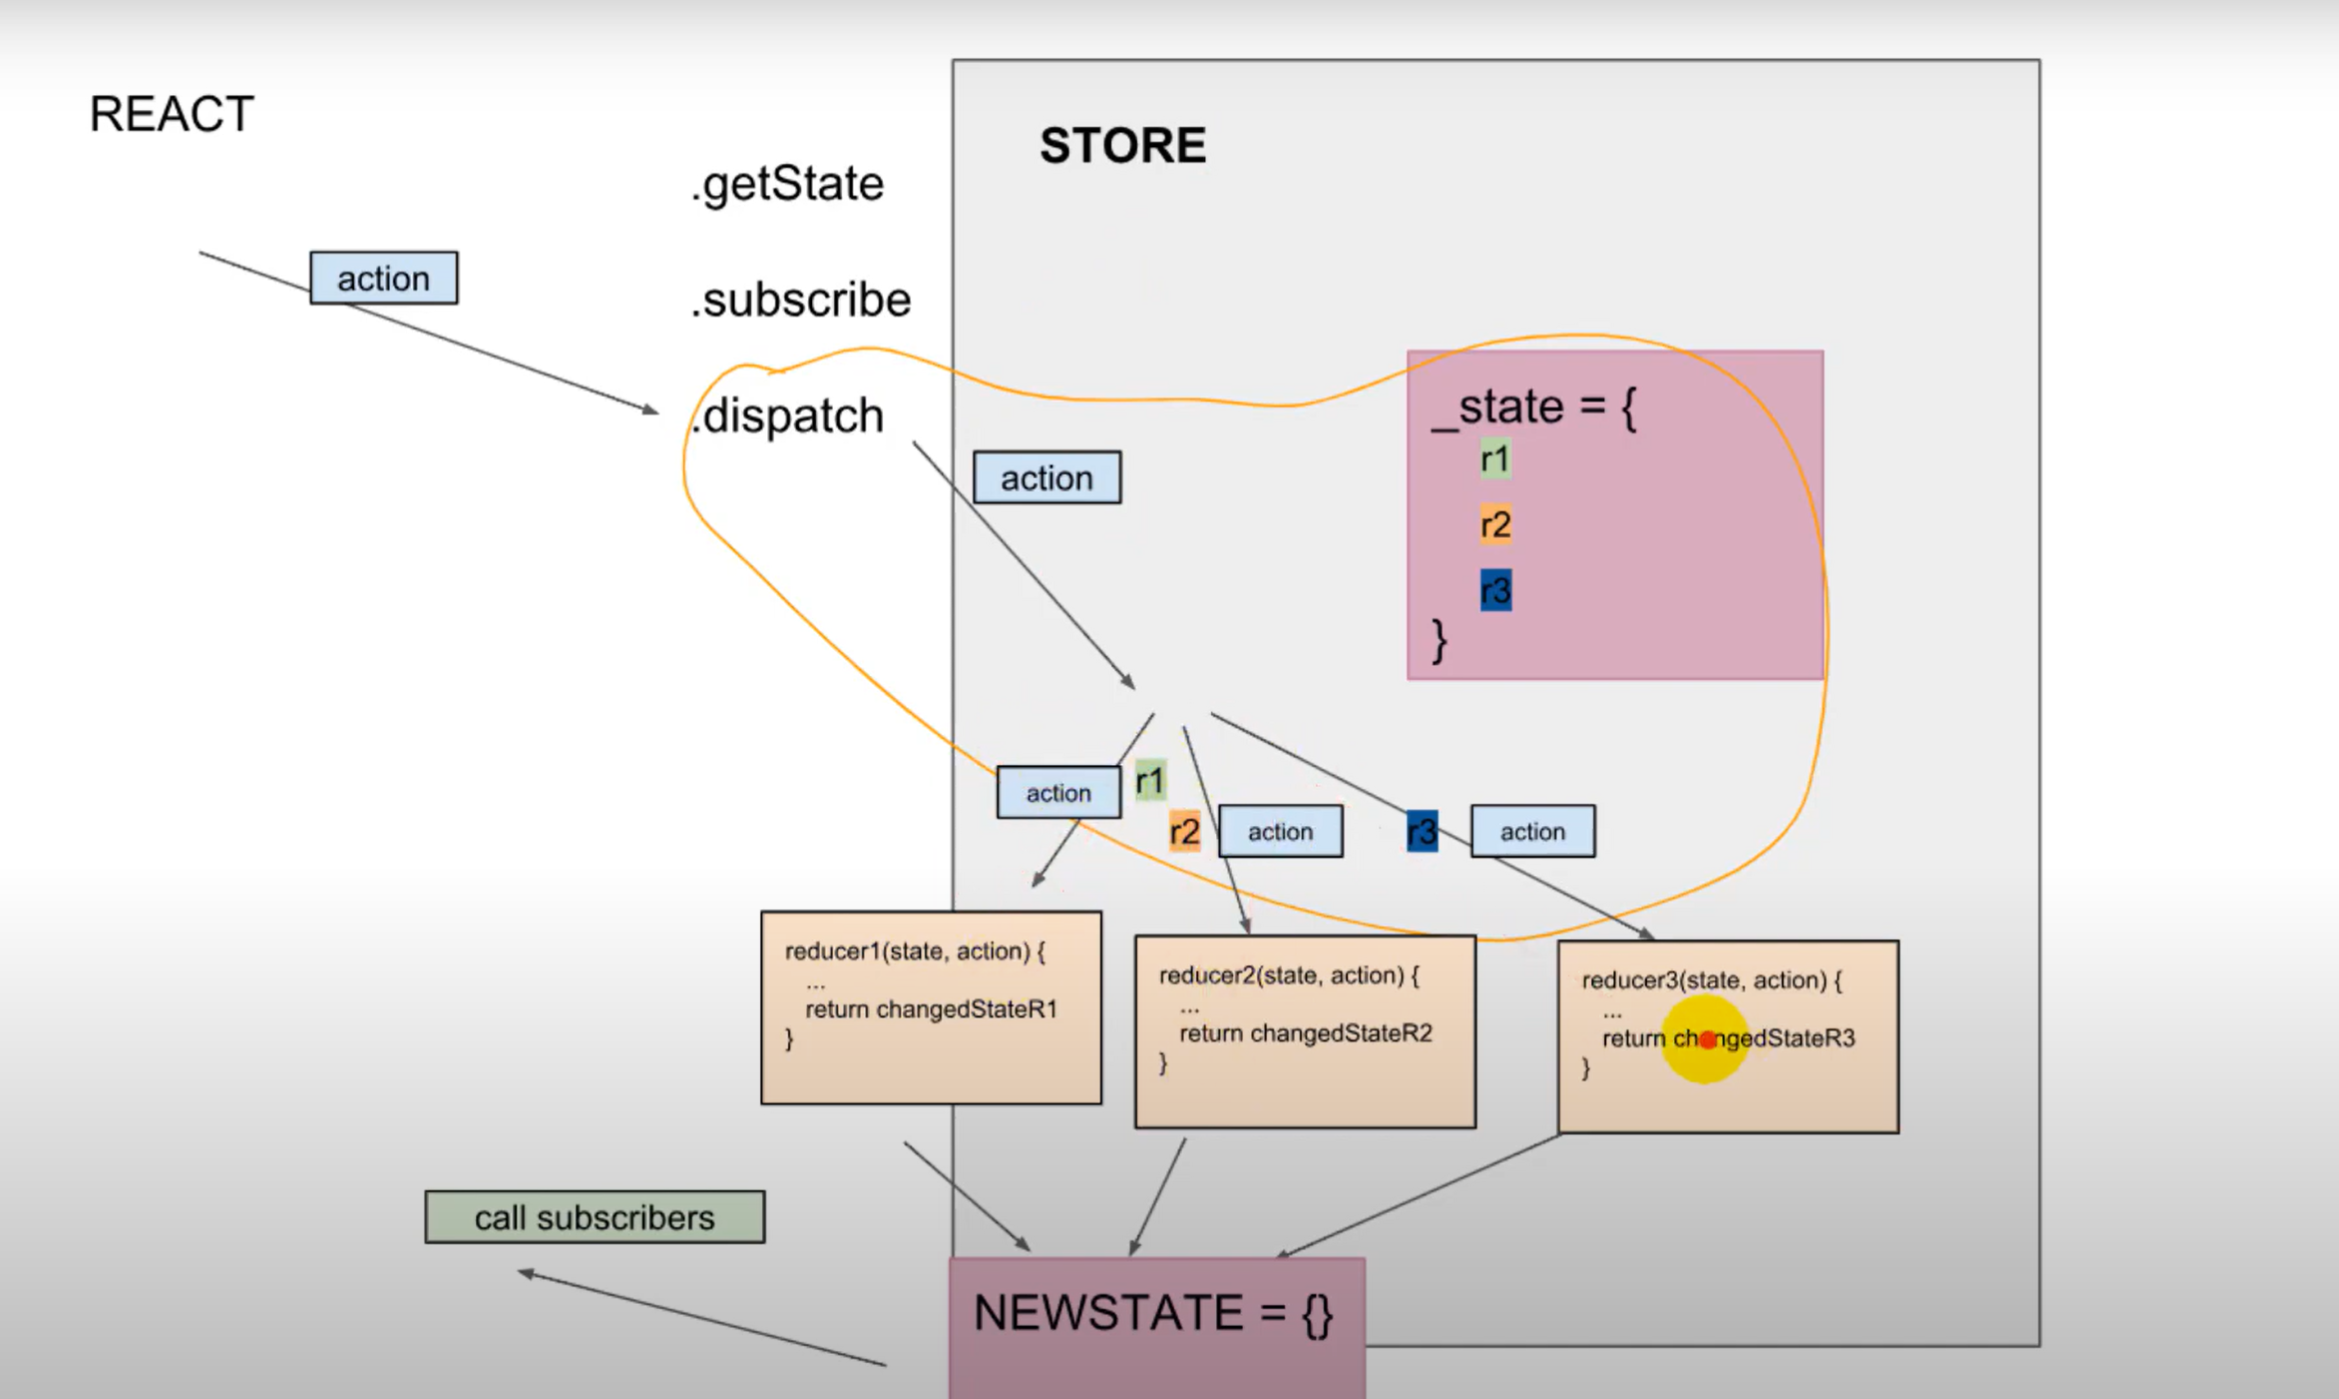 REACT
STORE
.getState
action
.subscribe
.dispatch
_state = {
r1
r2
r3
}
action
action
r1
r2
action
r3
action
reducer1(state, action) {
...
return changedStateR1
}
reducer2(state, action) {
...
return changedStateR2
}
reducer3(state, action) {
...
return changedStateR3
}
call subscribers
NEWSTATE = {}